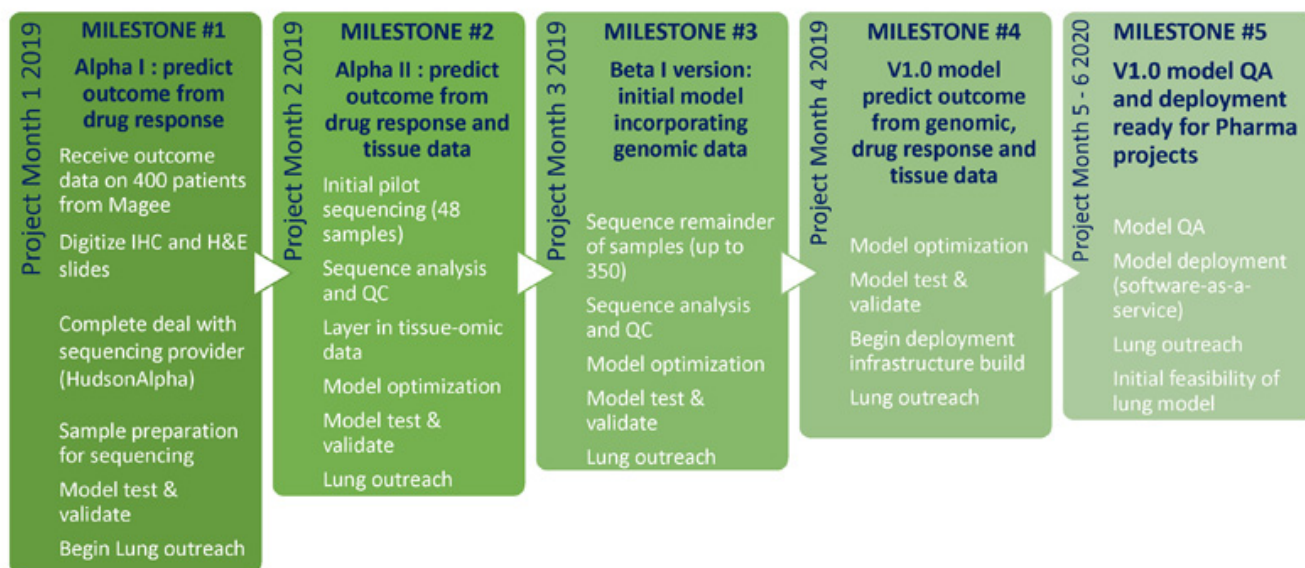 Project Month 1 2019
MILESTONE #1
Alpha I : predict
outcome from
drug response
Receive outcome
data on 400 patients
from Magee
Digitize IHC and H&E
slides
Complete deal with
sequencing provider
(HudsonAlpha)
Sample preparation
for sequencing
Model test &
validate
Begin Lung outreach
Project Month 2 2019
MILESTONE #2
Alpha II : predict
outcome from
drug response and
tissue data
Initial pilot
sequencing (48
samples)
Sequence analysis
and QC
Layer in tissue-omic
data
Model optimization
Model test &
validate
Lung outreach
Project Month 3 2019
MILESTONE #3
Beta I version:
initial model
incorporating
genomic data
Sequence remainder
of samples (up to
350)
Sequence analysis
and QC
Model optimization
Model test &
validate
Lung outreach
Project Month 4 2019
MILESTONE #4
V1.0 model
predict outcome
from genomic,
drug response and
tissue data
Model optimization
Model test &
validate
Begin deployment
infrastructure build
Lung outreach
Project Month 5 - 6 2020
MILESTONE #5
V1.0 model QA
and deployment
ready for Pharma
projects
Model QA
Model deployment
(software-as-a-
service)
Lung outreach
Initial feasibility of
lung model